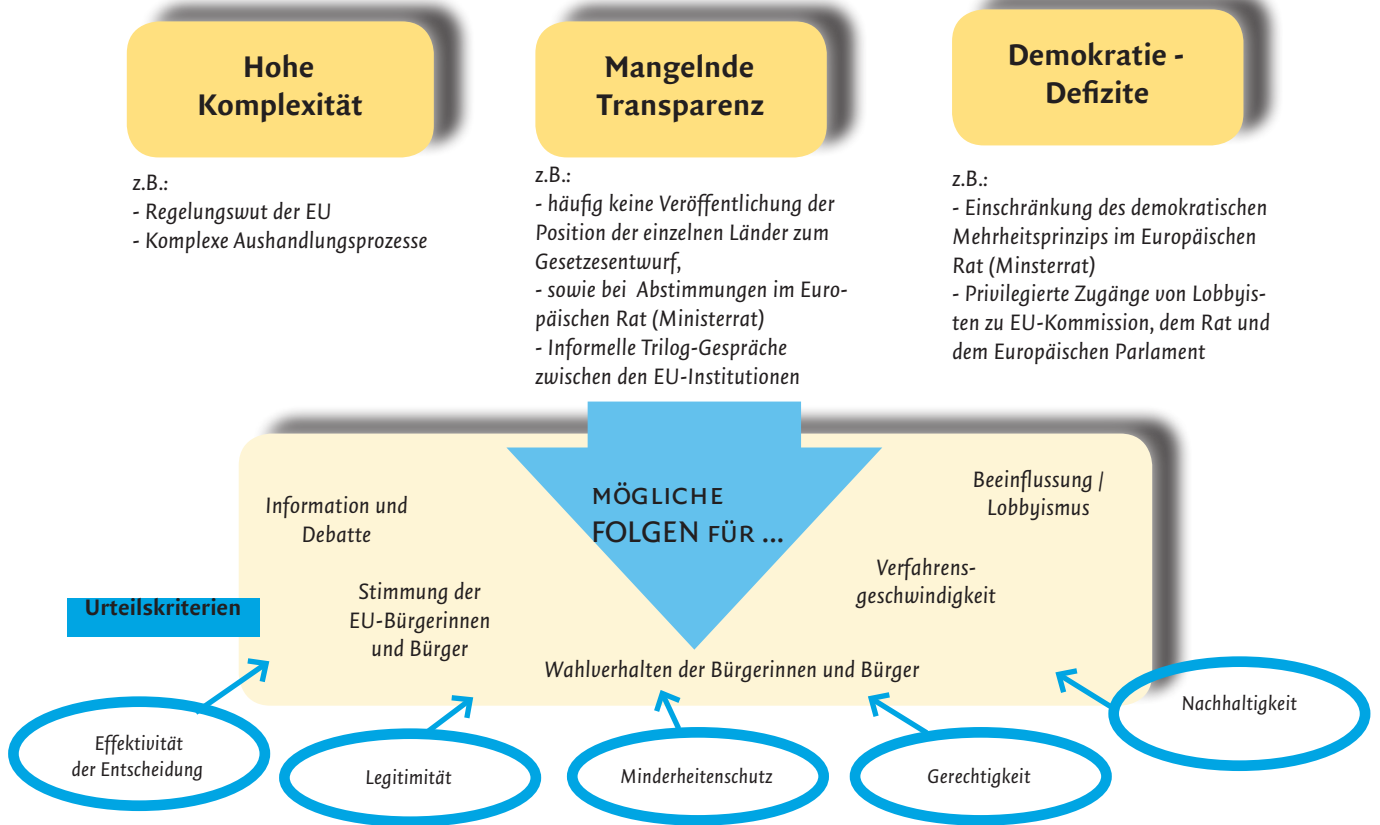 Hohe
Komplexität
z.B.:
- Regelungswut der EU
- Komplexe Aushandlungsprozesse
Mangelnde
Transparenz
z.B.:
- häufig keine Veröffentlichung der
Position der einzelnen Länder zum
Gesetzesentwurf,
- sowie bei Abstimmungen im Euro-
päischen Rat (Ministerrat)
- Informelle Trilog-Gespräche
zwischen den EU-Institutionen
Demokratie -
Defizite
z.B.:
- Einschränkung des demokratischen
Mehrheitsprinzips im Europäischen
Rat (Minsterrat)
- Privilegierte Zugänge von Lobbyis-
ten zu EU-Kommission, dem Rat und
dem Europäischen Parlament
MÖGLICHE
FOLGEN FÜR ...
Information und
Debatte
Stimmung der
EU-Bürgerinnen
und Bürger
Wahlverhalten der Bürgerinnen und Bürger
Verfahrens-
geschwindigkeit
Beeinflussung /
Lobbyismus
Urteilskriterien
Effektivität
der Entscheidung
Legitimität
Minderheitenschutz
Gerechtigkeit
Nachhaltigkeit